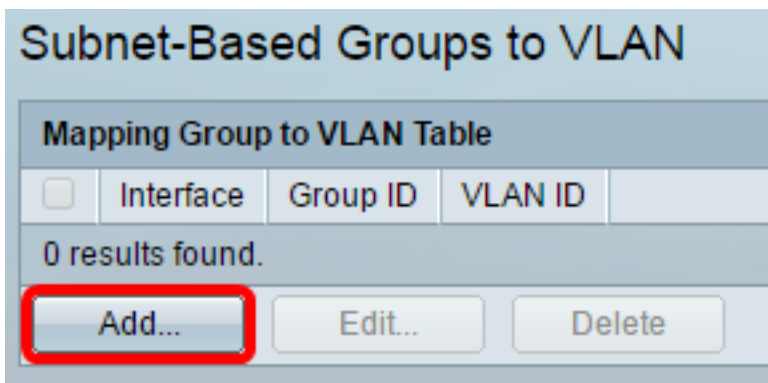 Subnet-Based Groups to VLAN
Mapping Group to VLAN Table
Interface Group ID VLAN ID
0 results found.
Add... Edit... Delete